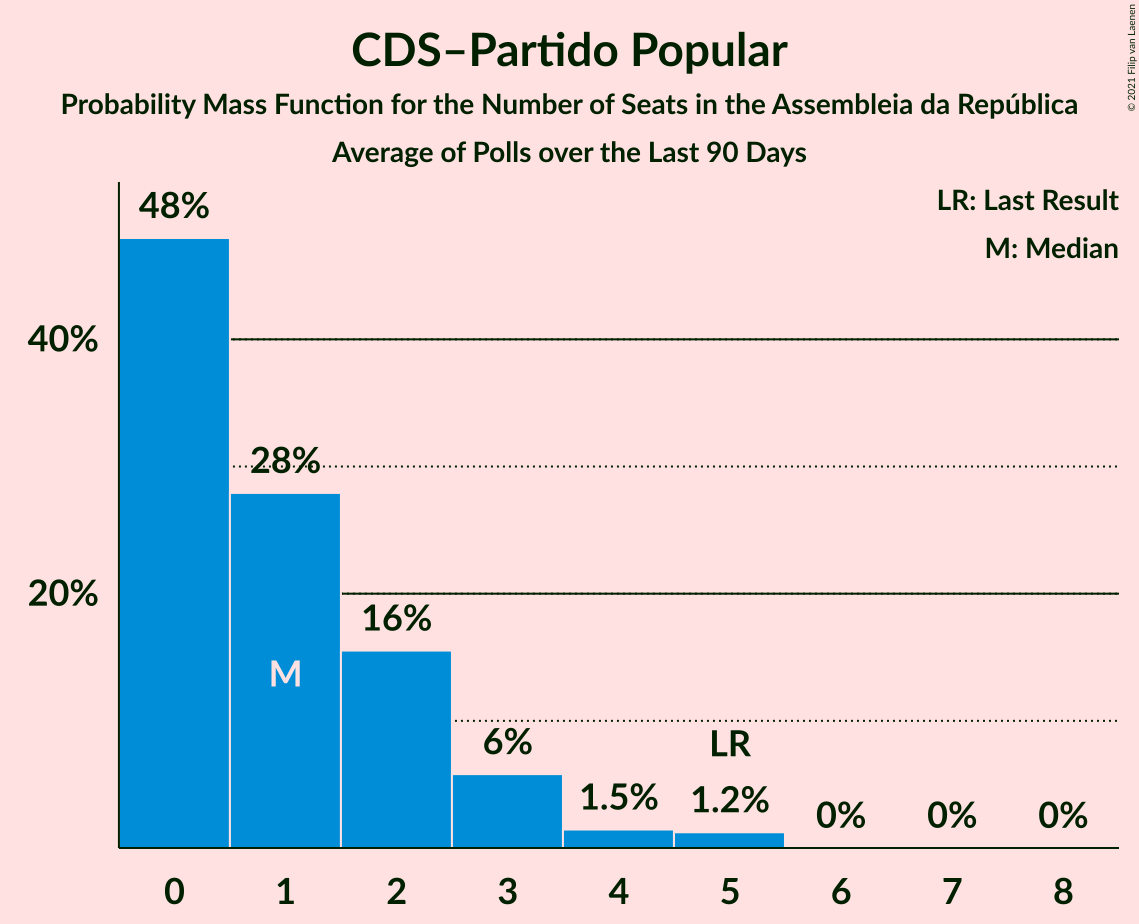 CDS–Partido Popular
Probability Mass Function for the Number of Seats in the Assembleia da República
Average of Polls over the Last 90 Days
© 2021 Filip van Laenen
LR: Last Result
M: Median
48%
40%
28%
20%
16%
M
6%
LR
1.5%
1.2%
0%
0%
0%
0 1 2 3 4 5 6 7 8